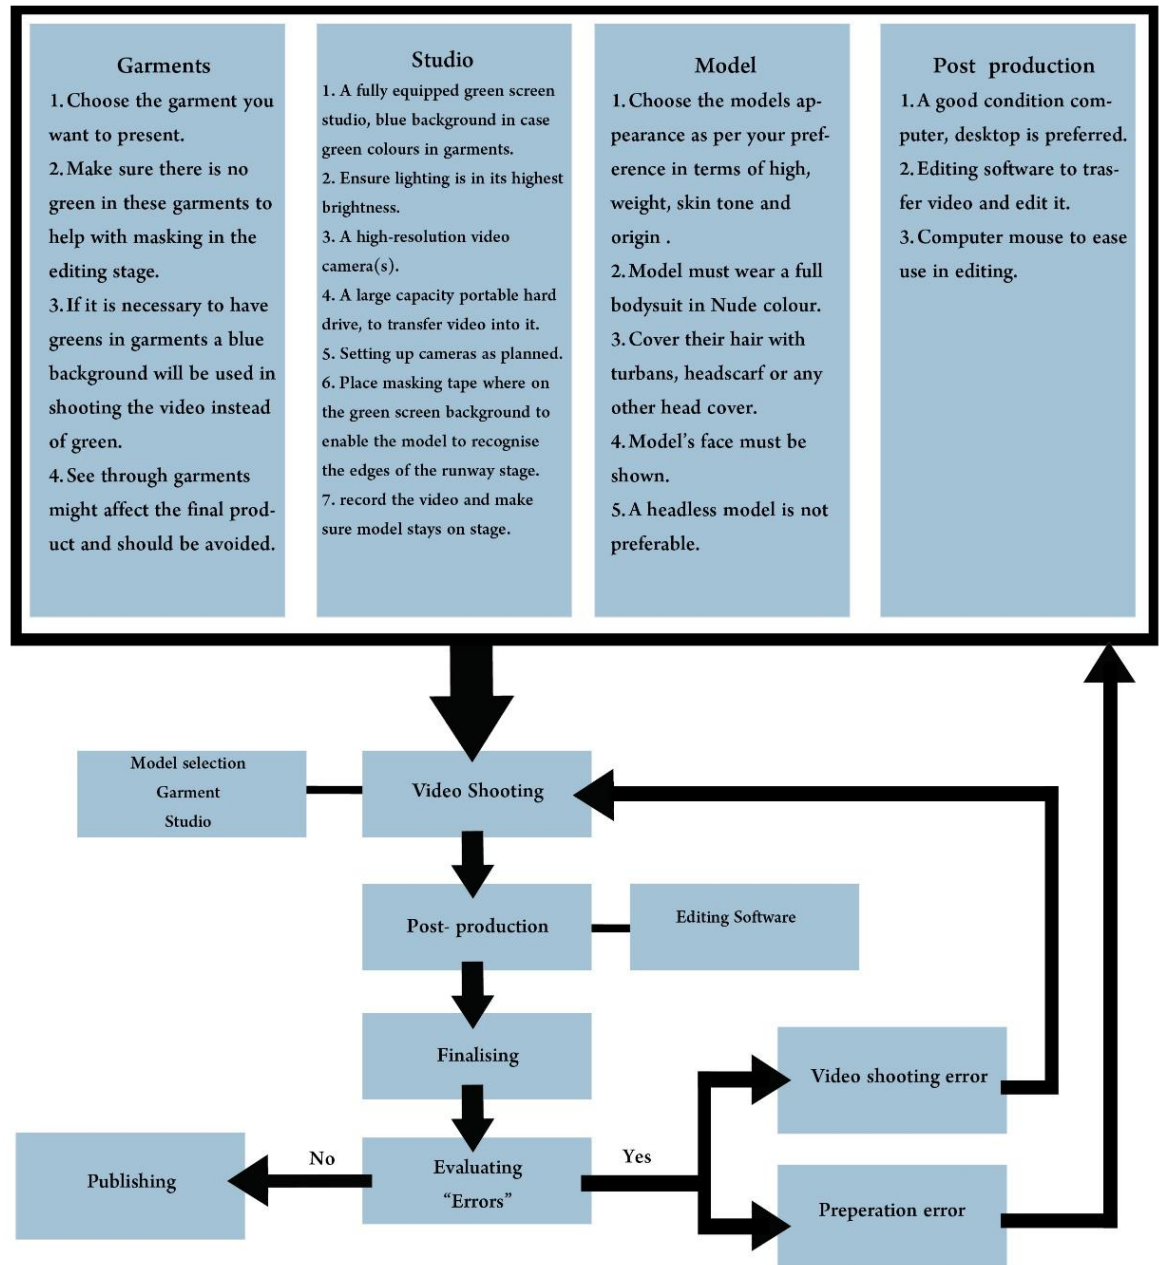 Garments
1. Choose the garment you
want to present.
2. Make sure there is no
green in these garments to
help with masking in the
editing stage.
3. If it is necessary to have
greens in garments a blue
background will be used in
shooting the video instead
of green.
4. See through garments
might affect the final prod-
uct and should be avoided.
Studio
1. A fully equipped green screen
studio, blue background in case
green colours in garments.
2. Ensure lighting is in its highest
brightness.
3. A high-resolution video
camera(s).
4. A large capacity portable hard
drive, to transfer video into it.
5. Setting up cameras as planned.
6. Place masking tape where on
the green screen background to
enable the model to recognise
the edges of the runway stage.
7. record the video and make
sure model stays on stage.
Model
1. Choose the models ap-
pearance as per your pref-
erence in terms of high,
weight, skin tone and
origin .
2. Model must wear a full
bodysuit in Nude colour.
3. Cover their hair with
turbans, headscarf or any
other head cover.
4. Model's face must be
shown.
5. A headless model is not
preferable.
Post production
1. A good condition com-
puter, desktop is preferred.
2. Editing software to tras-
fer video and edit it.
3. Computer mouse to ease
use in editing.
Model selection
Garment
Studio
Video Shooting
Post- production
Editing Software
Finalising
Video shooting error
Publishing
No
Evaluating
“Errors”
Yes
Preperation error